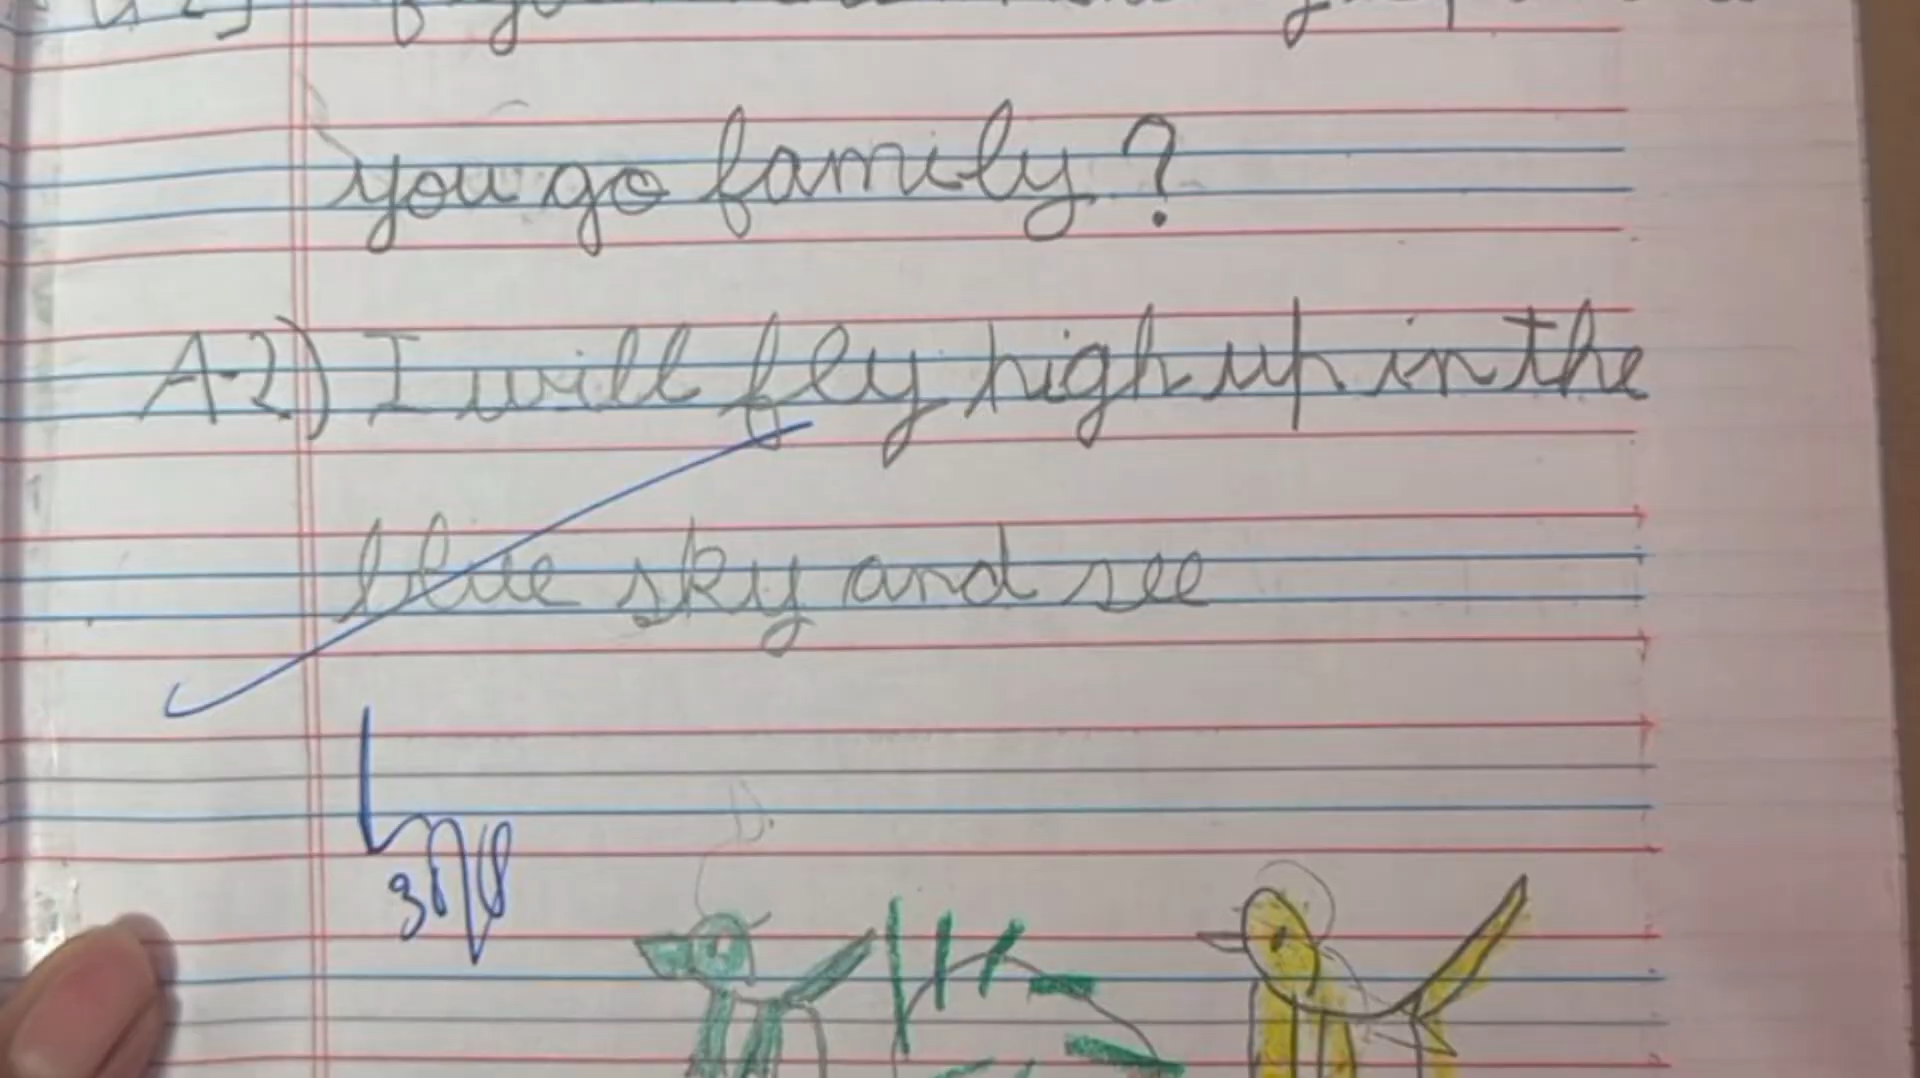 you go family?
A-2) I will fly high up in the
blue sky and see